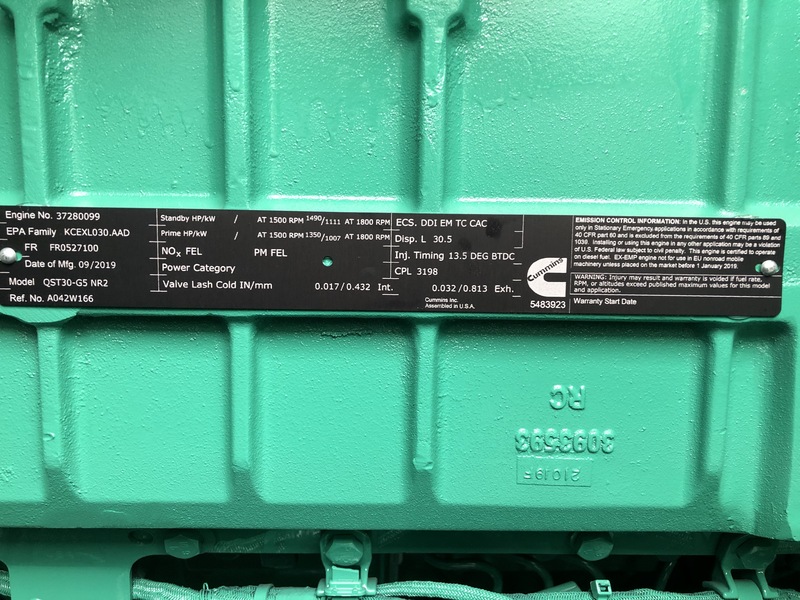 Engine No. 37280099
EPA Family KCEXL030.AAD
FR FR0527100
Date of Mfg. 09/2019
Model QST30-G5 NR2
Ref. No. A042W166
Standby HP/kW / AT 1500 RPM 1490/1111 AT 1800 RPM
Prime HP/kW / AT 1500 RPM 1350/1007 AT 1800 RPM
NOx FEL PM FEL
Power Category
Valve Lash Cold IN/mm 0.017/0.432 Int. 0.032/0.813 Exh.
ECS. DDI EM TC CAC
Disp. L 30.5
Inj. Timing 13.5 DEG BTDC
CPL 3198
Cummins Inc.
Assembled in U.S.A.
Cummins
5483923
EMISSION CONTROL INFORMATION: In the U.S. this engine may be used
only in Stationary Emergency applications in accordance with requirements of
40 CFR part 60 and is excluded from the requirements of 40 CFR parts 89 and
1039. Installing or using this engine in any other application may be a violation
of U.S. Federal law subject to civil penalty. This engine is certified to operate
on diesel fuel. EX-EMP engine not for use in EU nonroad mobile
machinery unless placed on the market before 1 January 2019.
WARNING: Injury may result and warranty is voided if fuel rate,
RPM, or altitudes exceed published maximum values for this model
and application.
Warranty Start Date
RC
3093593
21019F